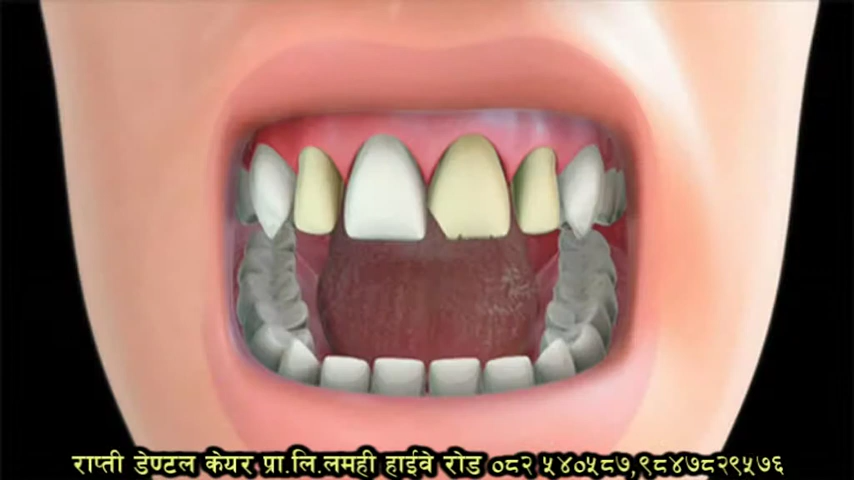 राप्ती डेण्टल केयर प्रा.लि.लमही हाईवे रोड ०८२ ५४०५८७,९८४७८२९५७६